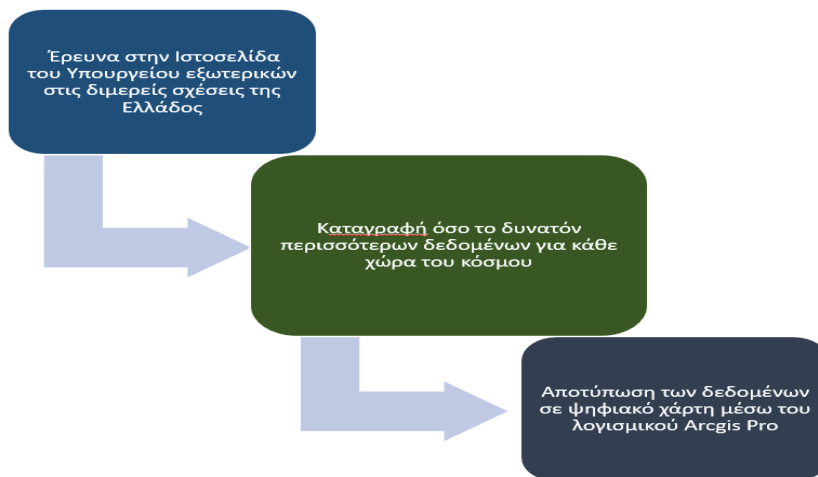 Έρευνα στην Ιστοσελίδα
του Υπουργείου εξωτερικών
στις διμερείς σχέσεις της
Ελλάδος
Καταγραφή όσο το δυνατόν
περισσότερων δεδομένων για κάθε
χώρα του κόσμου
Αποτύπωση των δεδομένων
σε ψηφιακό χάρτη μέσω του
λογισμικού Arcgis Pro